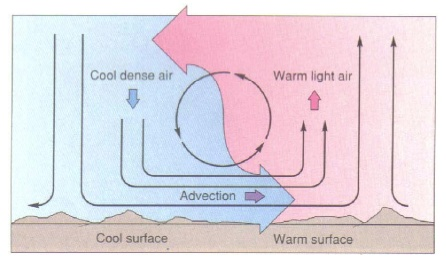 Cool dense air
Warm light air
Advection
Cool surface
Warm surface